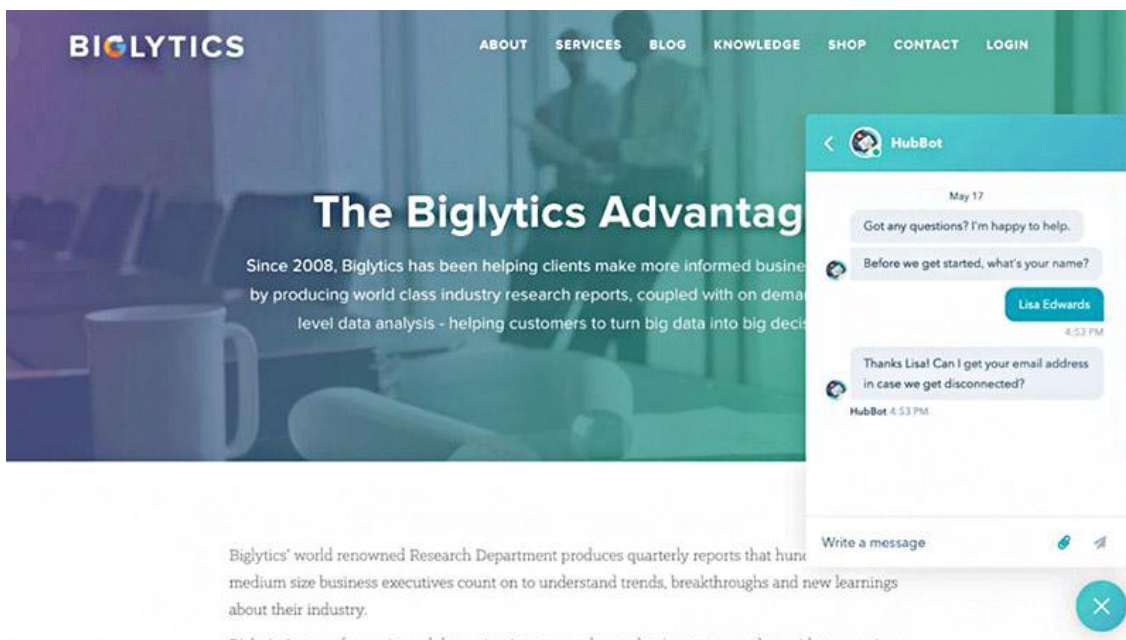 BIGLYTICS
ABOUT SERVICES BLOG KNOWLEDGE SHOP CONTACT LOGIN
The Biglytics Advantag
Since 2008, Biglytics has been helping clients make more informed busine
by producing world class industry research reports, coupled with on dema
level data analysis - helping customers to turn big data into big decis
HubBot
May 17
Got any questions? I'm happy to help.
Before we get started, what's your name?
Lisa Edwards
4:53 PM
Thanks Lisa! Can I get your email address
in case we get disconnected?
HubBot 4:53 PM
Write a message
Biglytics' world renowned Research Department produces quarterly reports that hund
medium size business executives count on to understand trends, breakthroughs and new learnings
about their industry.